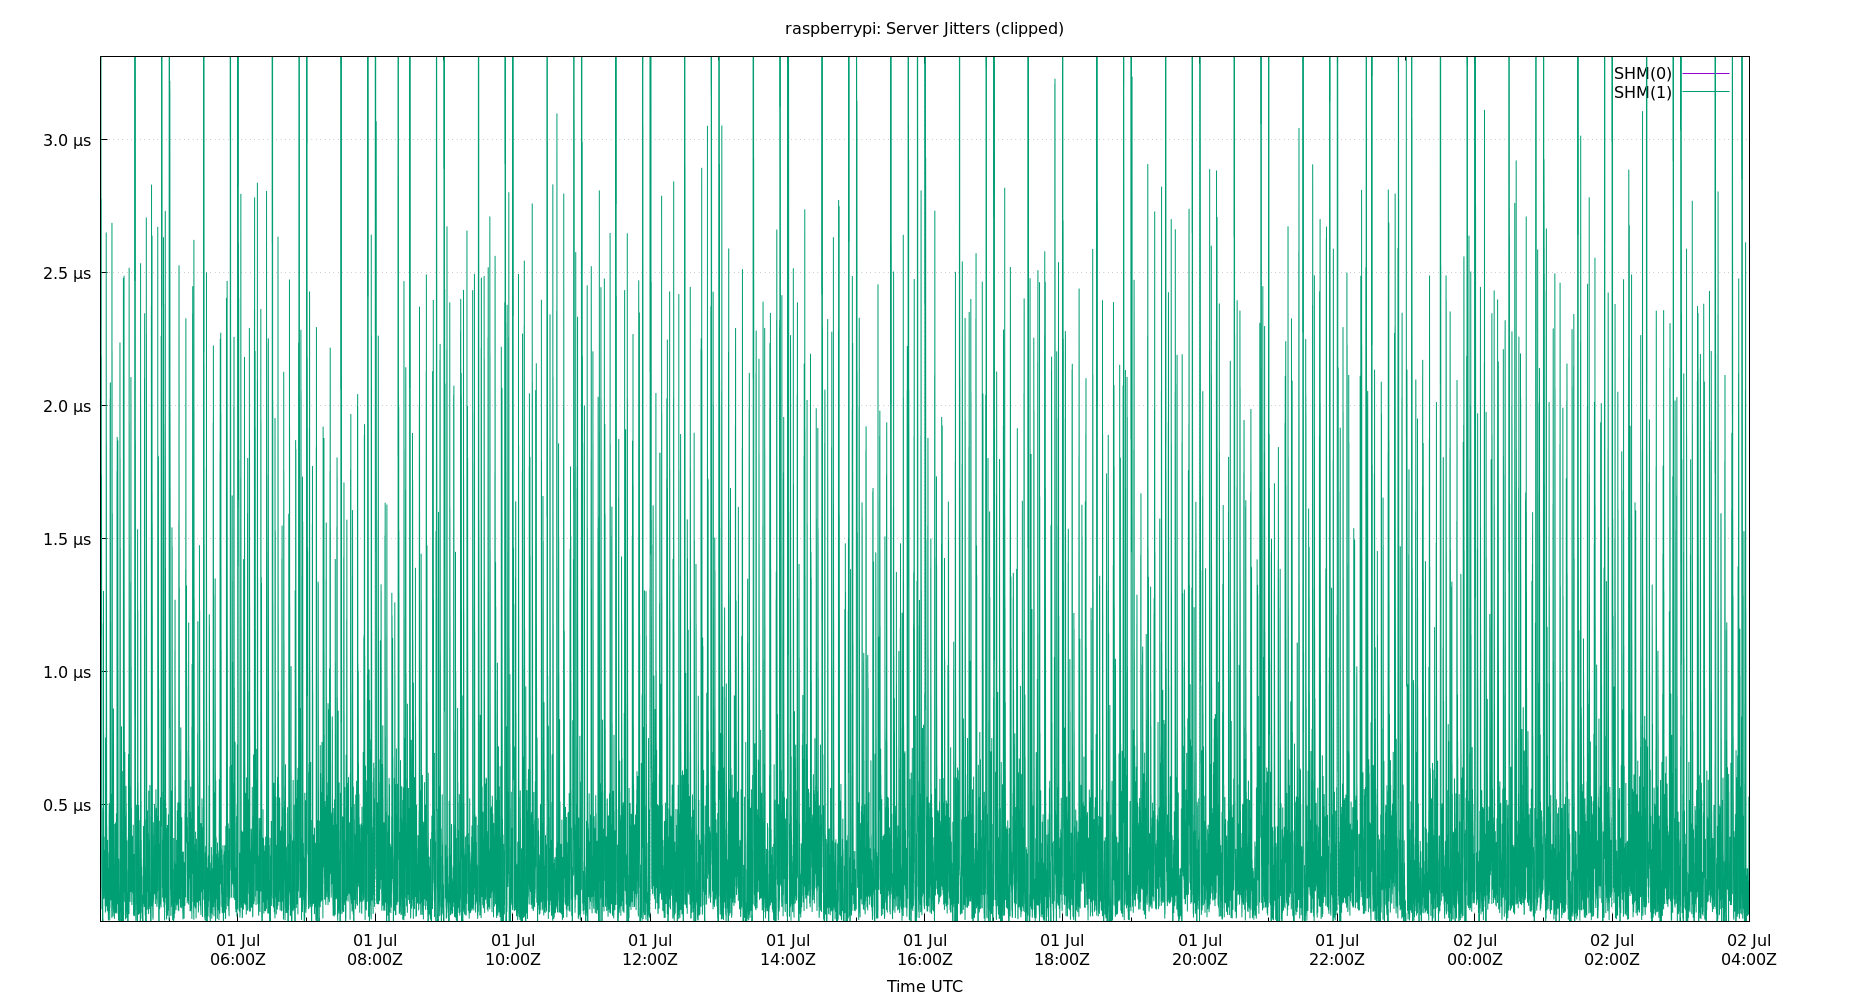 raspberrypi: Server Jitters (clipped)
SHM(0)
SHM(1)
3.0 µs
2.5 µs
2.0 µs
1.5 µs
1.0 µs
0.5 µs
01 Jul 01 Jul 01 Jul 01 Jul 01 Jul 01 Jul 01 Jul 01 Jul 01 Jul 02 Jul 02 Jul 02 Jul
06:00Z 08:00Z 10:00Z 12:00Z 14:00Z 16:00Z 18:00Z 20:00Z 22:00Z 00:00Z 02:00Z 04:00Z
Time UTC